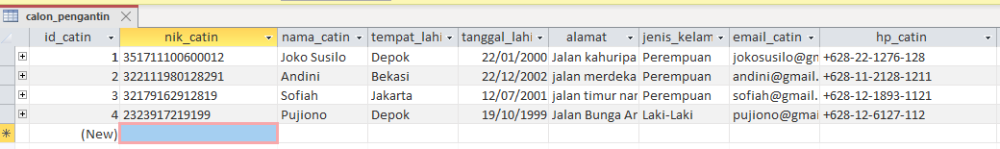 calon_pengantin
id_catin nik_catin nama_catin tempat_lahi tanggal_lahi alamat jenis_kelam email_catin hp_catin
1 351711100600012 Joko Susilo Depok 22/01/2000 Jalan kahuripa Perempuan jokosusilo@gn +628-22-1276-128
2 322111980128291 Andini Bekasi 22/12/2002 jalan merdeka Perempuan andini@gmail. +628-11-2128-1211
3 32179162912819 Sofiah Jakarta 12/07/2001 jalan timur nar Perempuan sofiah@gmail. +628-12-1893-1121
4 2323917219199 Pujiono Depok 19/10/1999 Jalan Bunga Ar Laki-Laki pujiono@gmai +628-12-6127-112
(New)